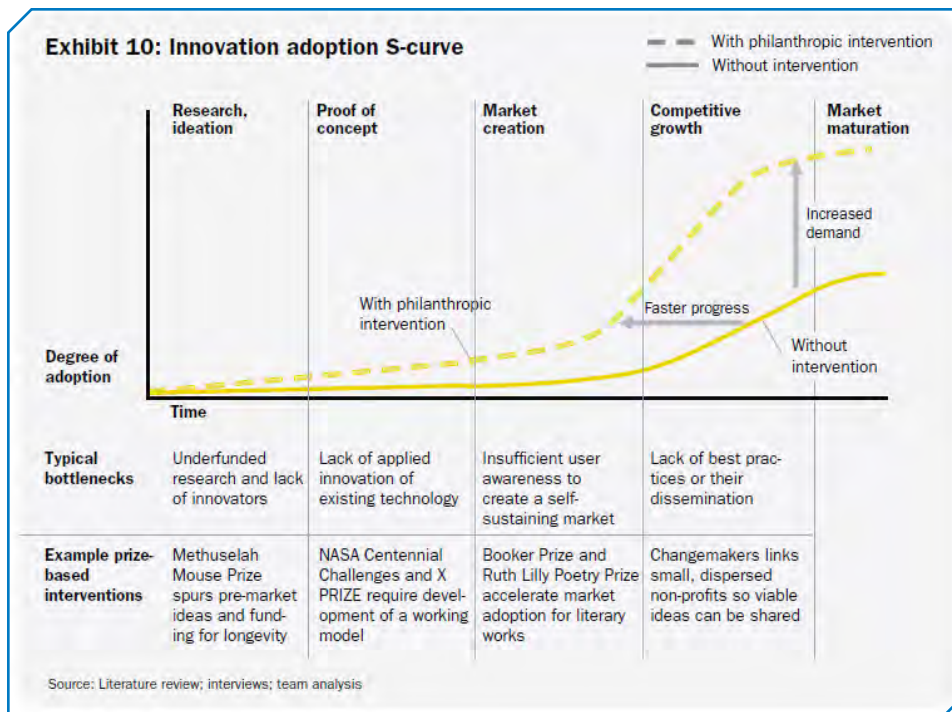 Exhibit 10: Innovation adoption S-curve
With philanthropic intervention
Without intervention
Research,
ideation
Proof of
concept
Market
creation
Competitive
growth
Market
maturation
Increased
demand
With philanthropic
intervention
Faster progress
Without
intervention
Degree of
adoption
Time
Typical
bottlenecks
Underfunded
research and lack
of innovators
Lack of applied
innovation of
existing technology
Insufficient user
awareness to
create a self-
sustaining market
Lack of best prac-
tices or their
dissemination
Example prize-
based
interventions
Methuselah
Mouse Prize
spurs pre-market
ideas and fund-
ing for longevity
NASA Centennial
Challenges and X
PRIZE require devel-
opment of a working
model
Booker Prize and
Ruth Lilly Poetry Prize
accelerate market
adoption for literary
works
Changemakers links
small, dispersed
non-profits so viable
ideas can be shared
Source: Literature review; interviews; team analysis